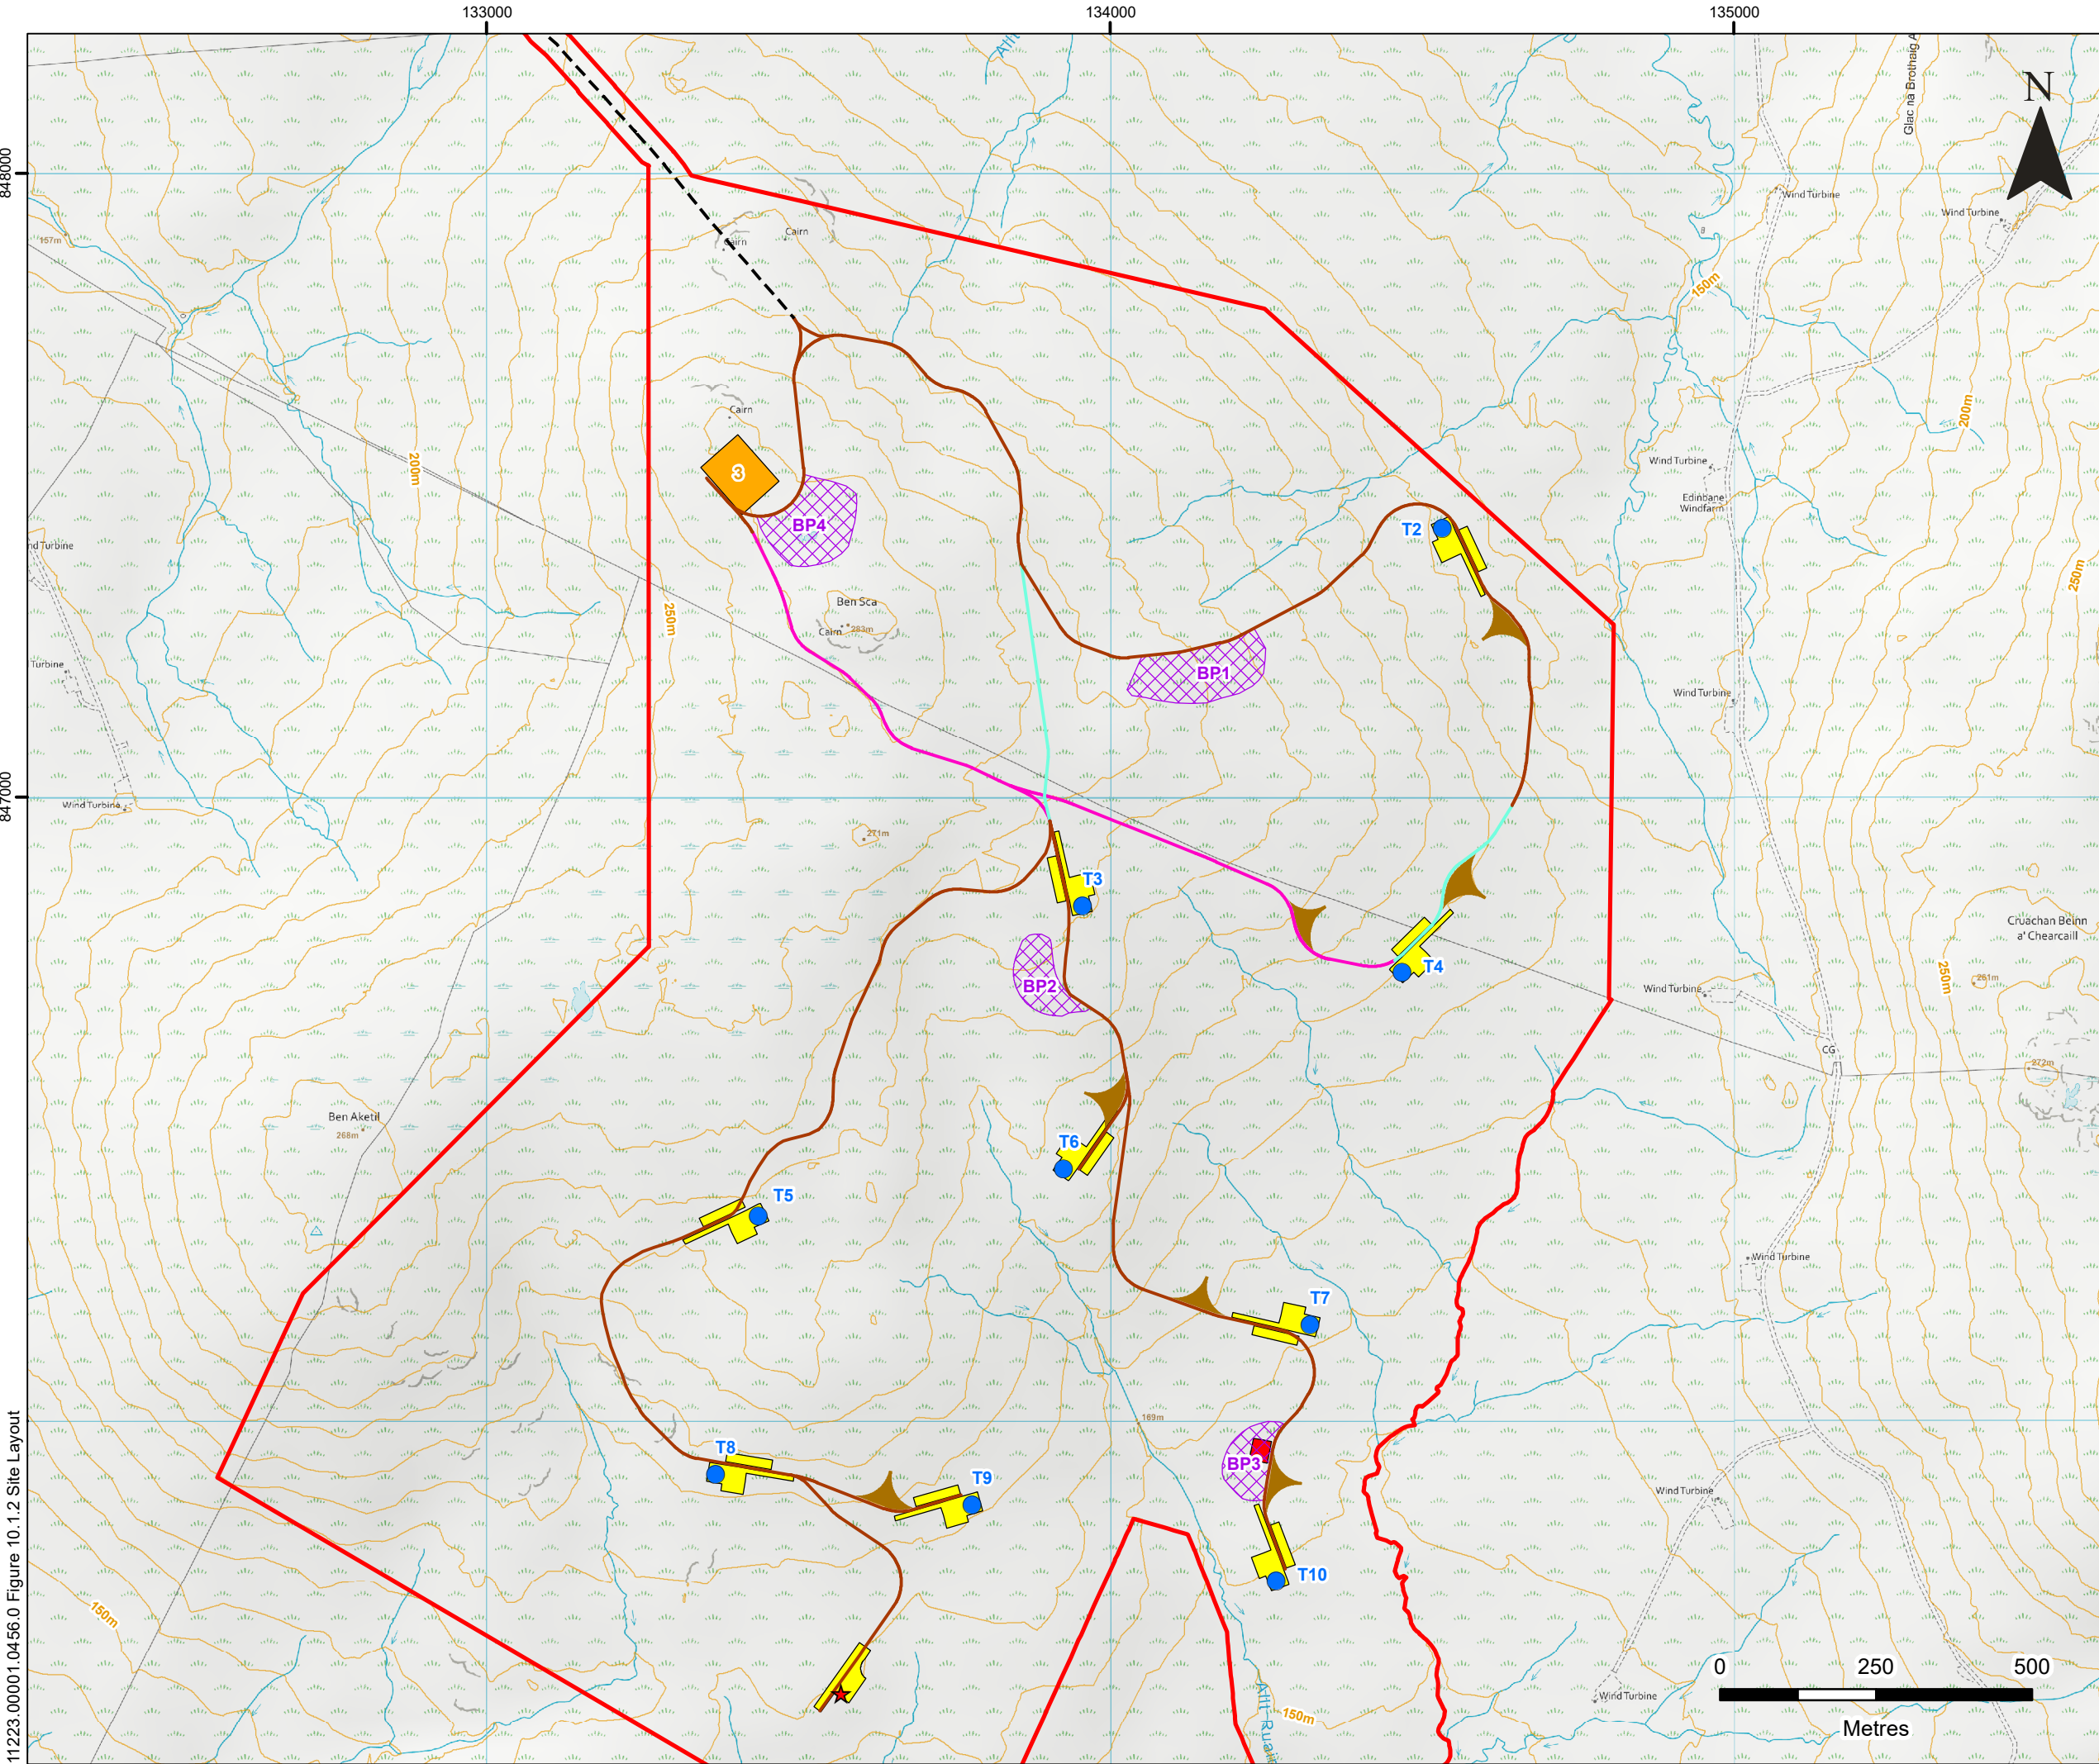 133000
134000
135000
848000
847000
Allt
Glac na Brothaig A
N
Wind Turbine
Wind Turbine
157m
Cairn
Cairn
150m
200m
200m
Cairn
3
BP4
T2
Wind Turbine
Edinbane
Windfarm
nd Turbine
250m
250m
Ben Sca
Cairn
283m
Turbine
BP1
Wind Turbine
Wind Turbine
271m
T3
T4
BP2
Cruachan Beinn
a' Chearcaill
250m
261m
Wind Turbine
CG
272m
Ben Aketil
268m
T6
T5
Wind Turbine
T7
169m
T8
T9
BP3
Wind Turbine
T10
150m
150m
Allt Ruai
Wind Turbine
0 250 500
Metres
11223.00001.0456.0 Figure 10.1.2 Site Layout